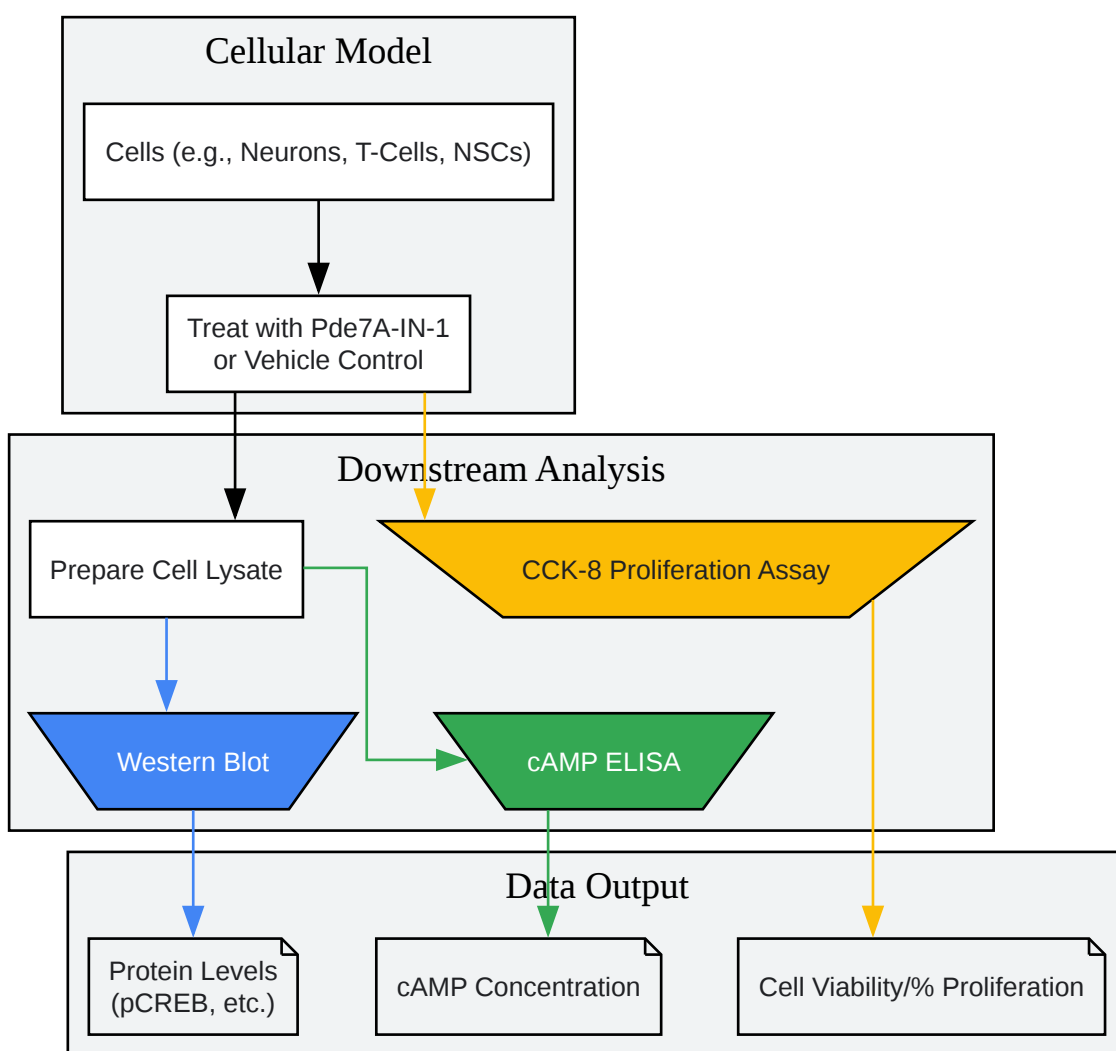 Cellular Model
Cells (e.g., Neurons, T-Cells, NSCs)
Treat with Pde7A-IN-1
or Vehicle Control
Downstream Analysis
Prepare Cell Lysate
CCK-8 Proliferation Assay
Western Blot
cAMP ELISA
Data Output
Protein Levels
(pCREB, etc.)
cAMP Concentration
Cell Viability/% Proliferation